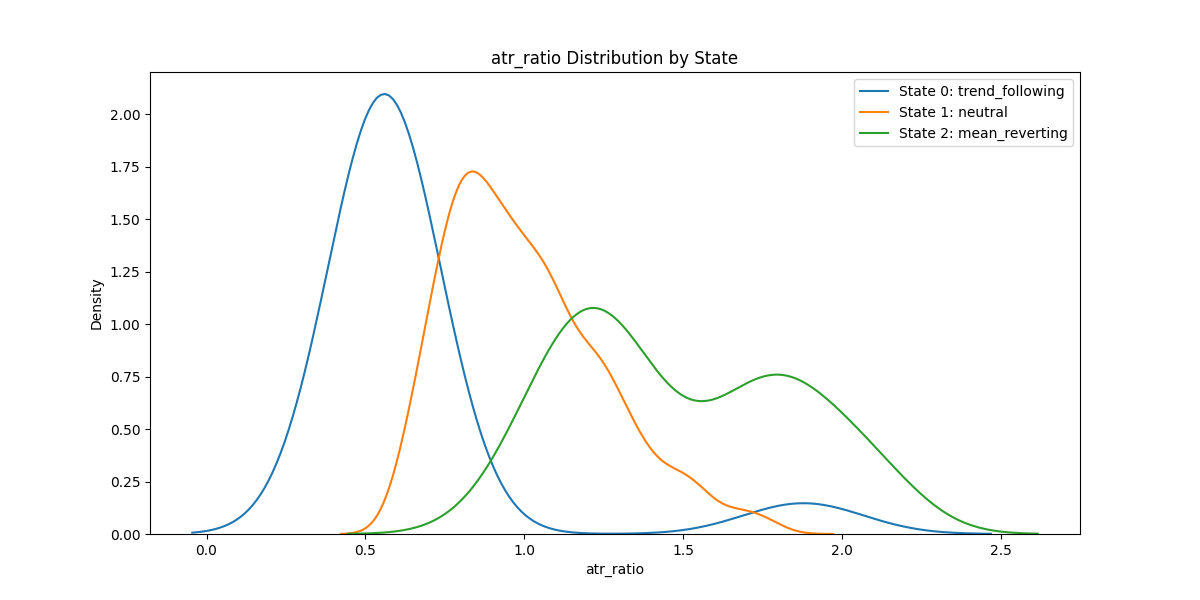 atr_ratio Distribution by State
State 0: trend_following
State 1: neutral
State 2: mean_reverting
Density
2.00
1.75
1.50
1.25
1.00
0.75
0.50
0.25
0.00
0.0 0.5 1.0 1.5 2.0 2.5
atr_ratio